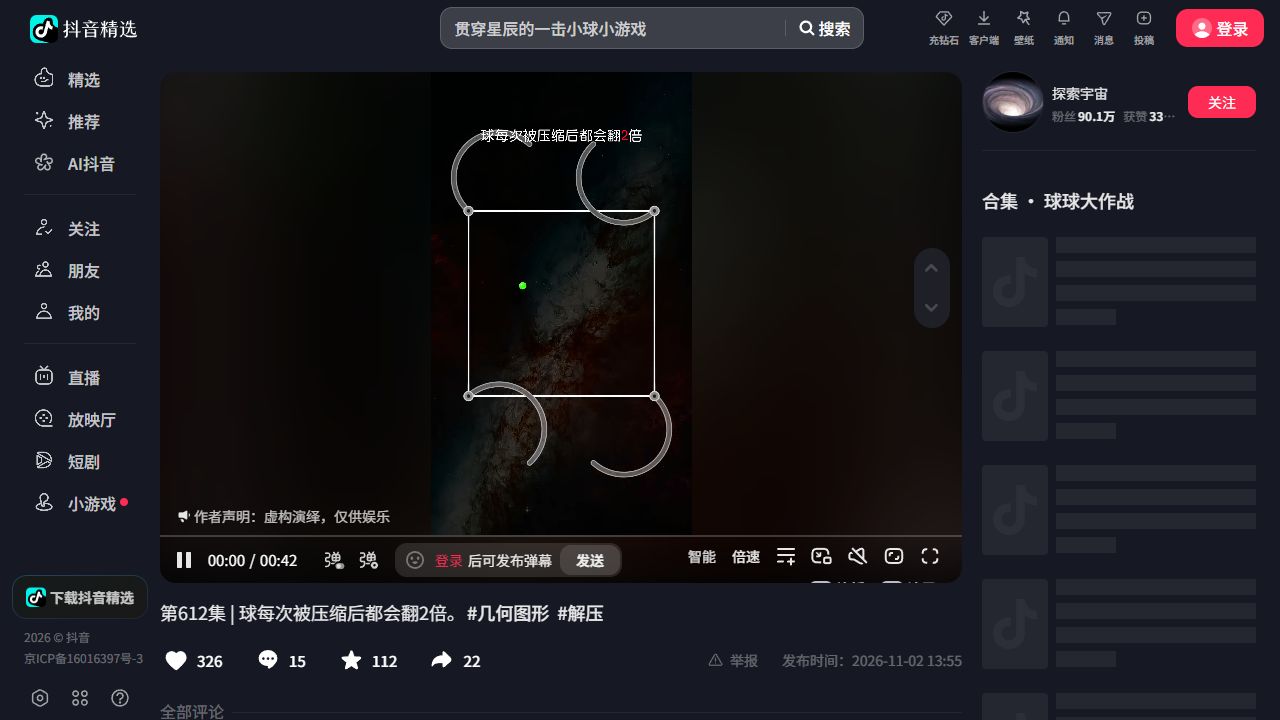 抖音精选
贯穿星辰的一击小球小游戏
搜索
充钻石
客户端
壁纸
通知
消息
投稿
登录
精选
推荐
AI抖音
关注
朋友
我的
直播
放映厅
短剧
小游戏
下载抖音精选
2026 © 抖音
京ICP备16016397号-3
球每次被压缩后都会翻2倍
作者声明：虚构演绎，仅供娱乐
00:00 / 00:42
弹
弹
登录 后可发布弹幕
发送
智能
倍速
第612集 | 球每次被压缩后都会翻2倍。 #几何图形 #解压
326
15
112
22
举报
发布时间：2026-11-02 13:55
全部评论
探索宇宙
粉丝 90.1万 获赞 33···
关注
合集 · 球球大作战